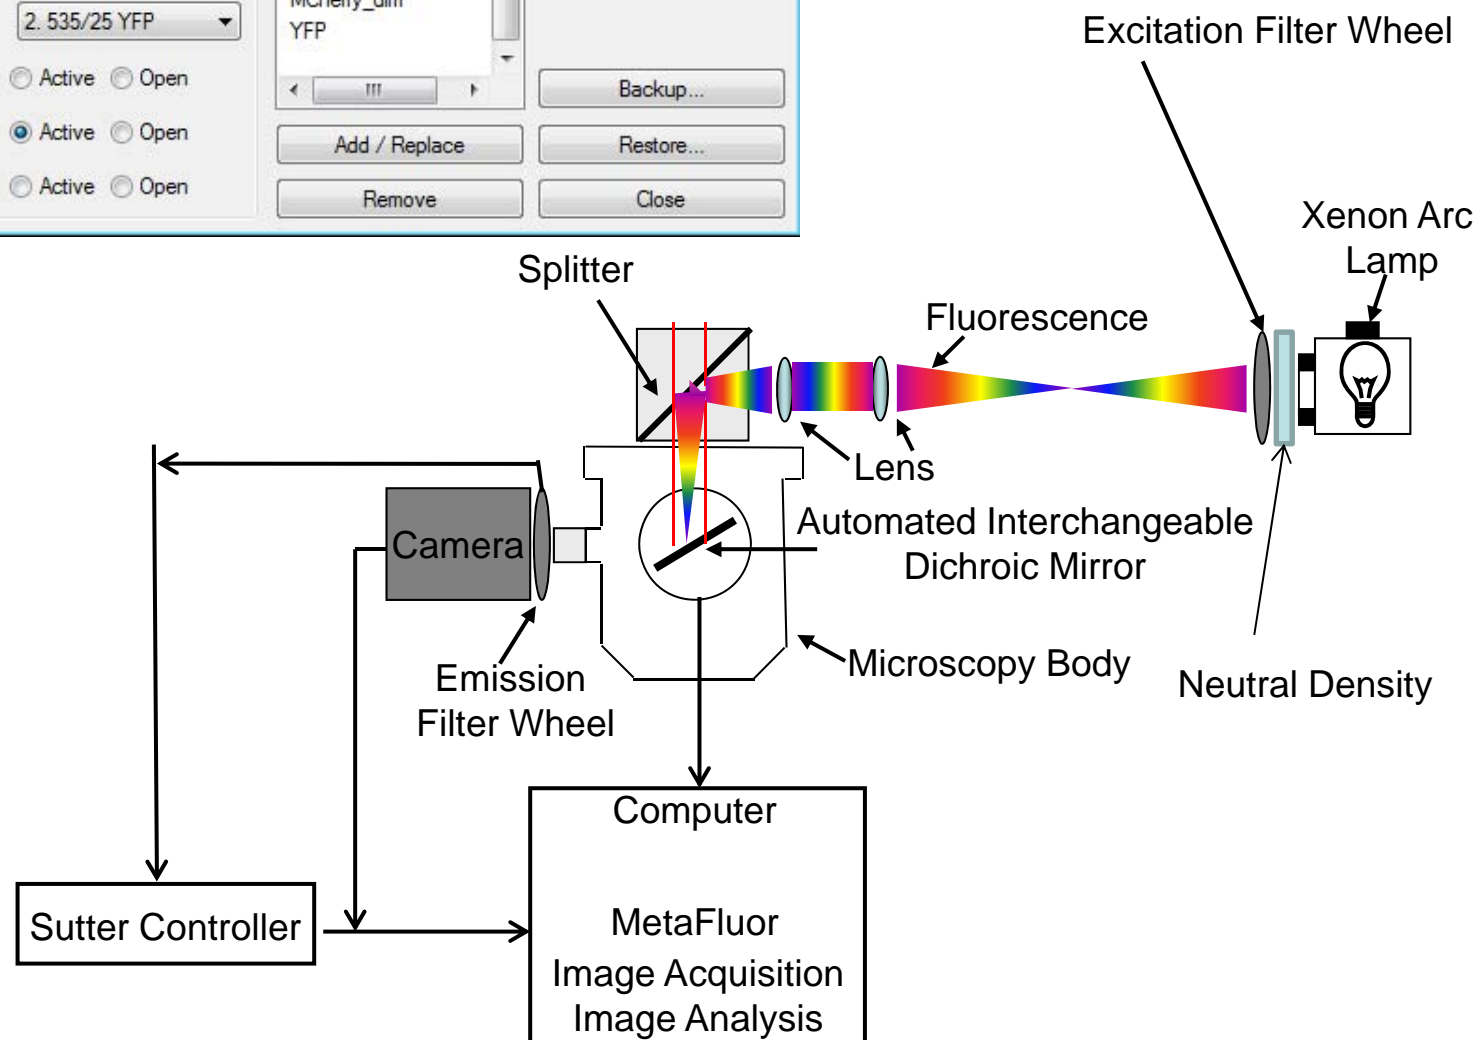 MCherry_dim
2. 535/25 YFP
YFP
Active Open
Backup...
Active Open
Add / Replace
Restore...
Active Open
Remove
Close
Excitation Filter Wheel
Xenon Arc
Lamp
Splitter
Fluorescence
Lens
Camera
Automated Interchangeable
Dichroic Mirror
Emission
Filter Wheel
Microscopy Body
Neutral Density
Computer
Sutter Controller
MetaFluor
Image Acquisition
Image Analysis